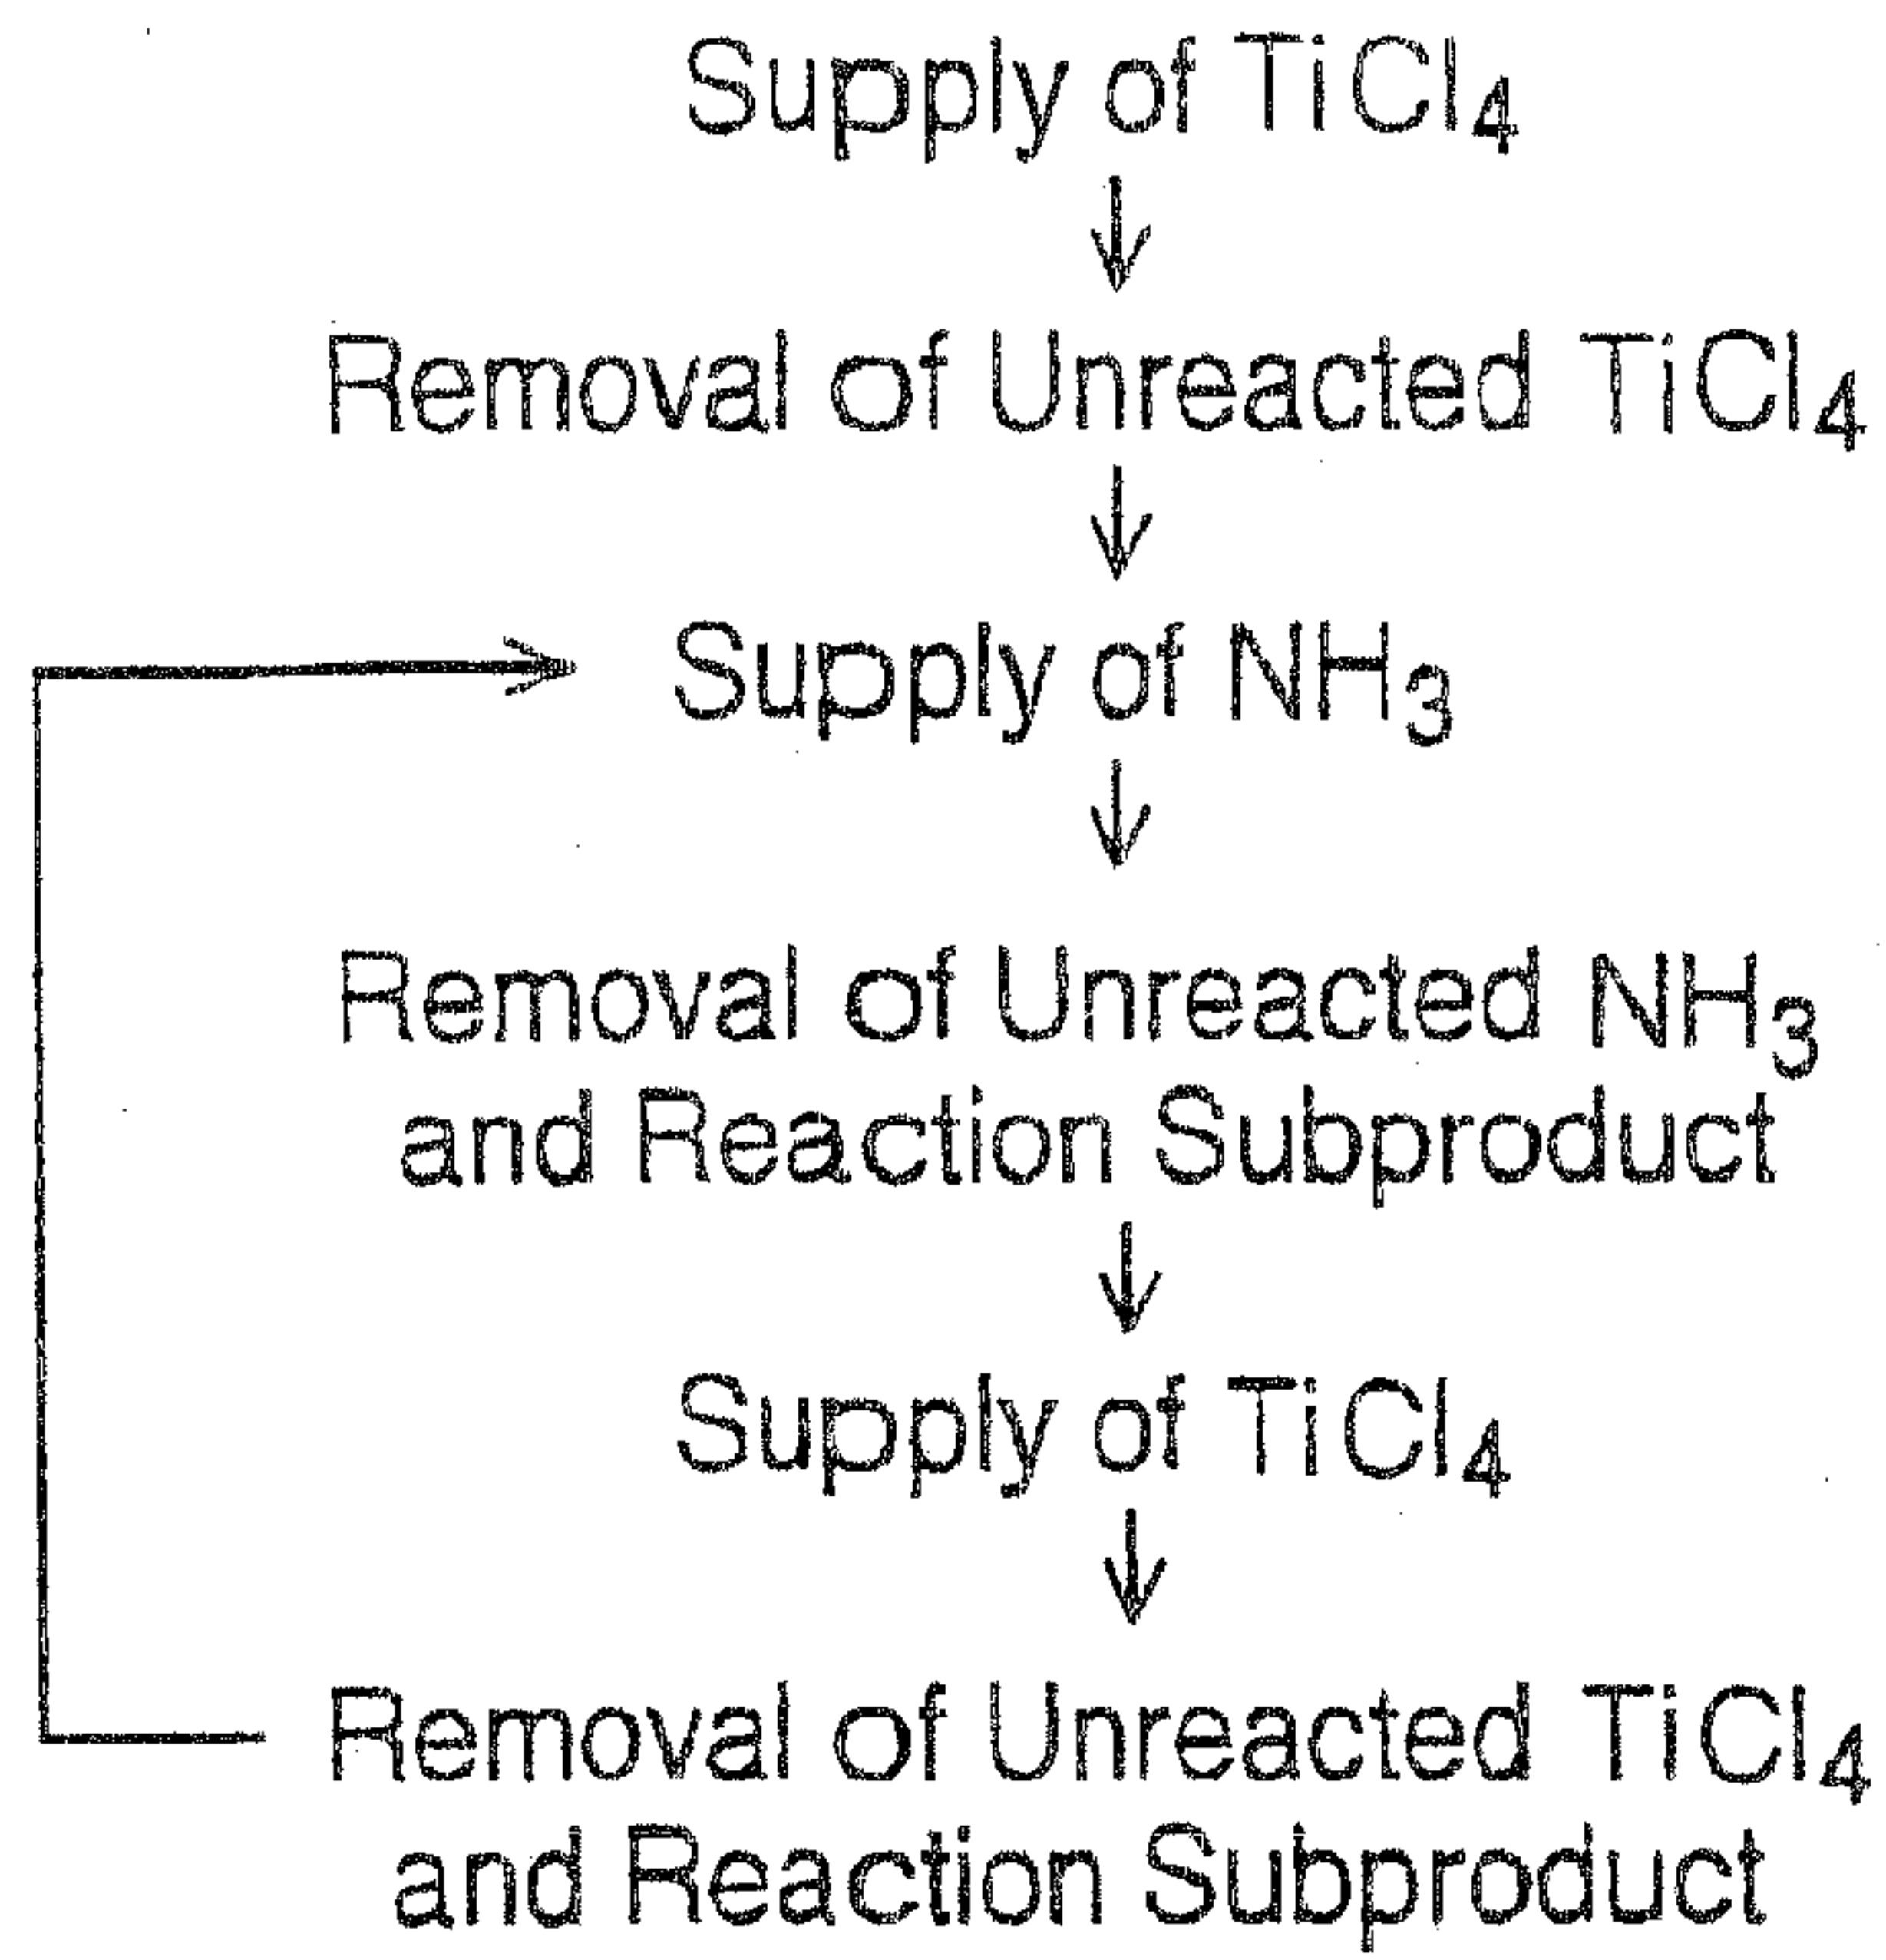 Supply of TiCl4
Removal of Unreacted TiCl4
Supply of NH3
Removal of Unreacted NH3
and Reaction Subproduct
Supply of TiCl4
Removal of Unreacted TiCl4
and Reaction Subproduct